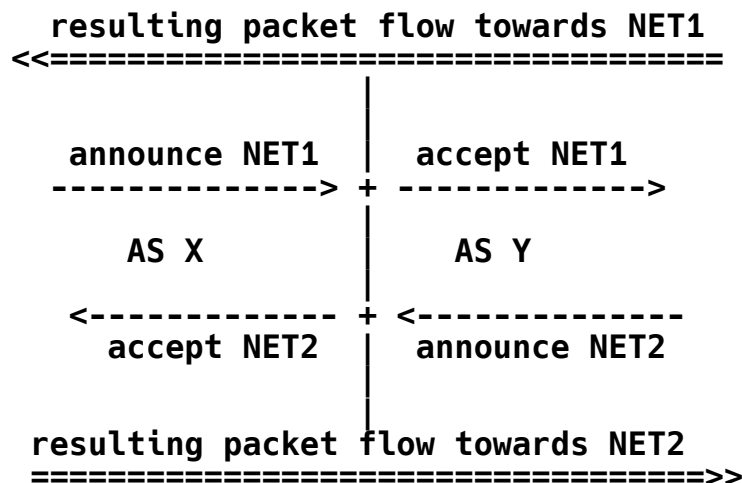 resulting packet flow towards NET1
<<===================================
|
|
announce NET1 | accept NET1
--------------> + ------------->
|
AS X | AS Y
|
<------------- + <--------------
accept NET2 | announce NET2
|
|
resulting packet flow towards NET2
===================================>>